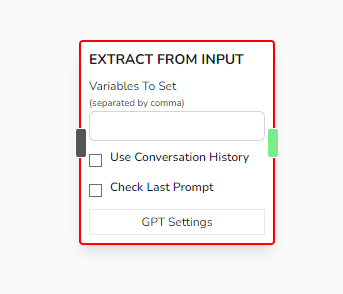 EXTRACT FROM INPUT
Variables To Set
(separated by comma)
Use Conversation History
Check Last Prompt
GPT Settings